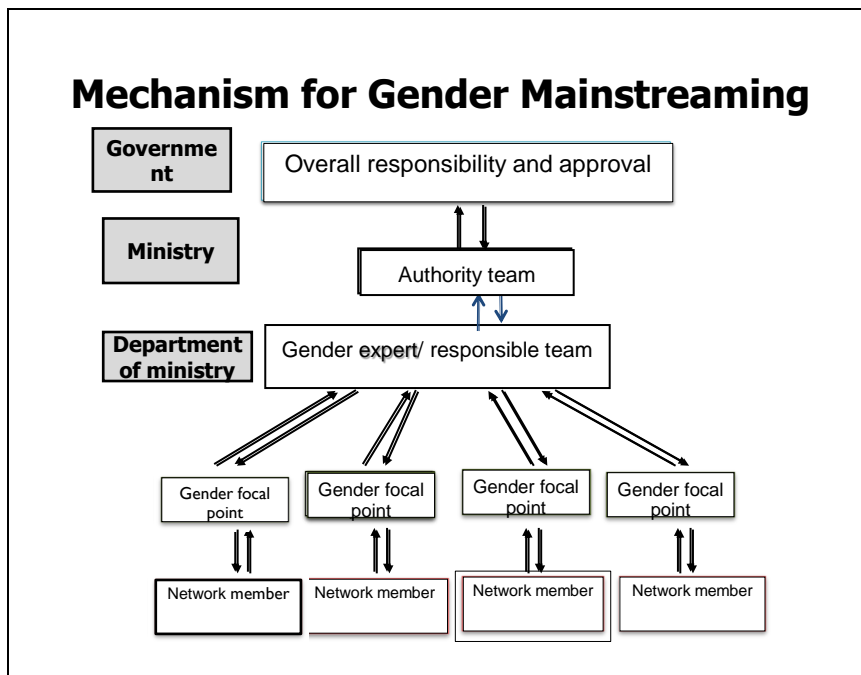 Mechanism for Gender Mainstreaming
Governme
nt
Overall responsibility and approval
Ministry
Authority team
Department
of ministry
Gender expert/ responsible team
Gender focal
point
Gender focal
point
Gender focal
point
Gender focal
point
Network member
Network member
Network member
Network member